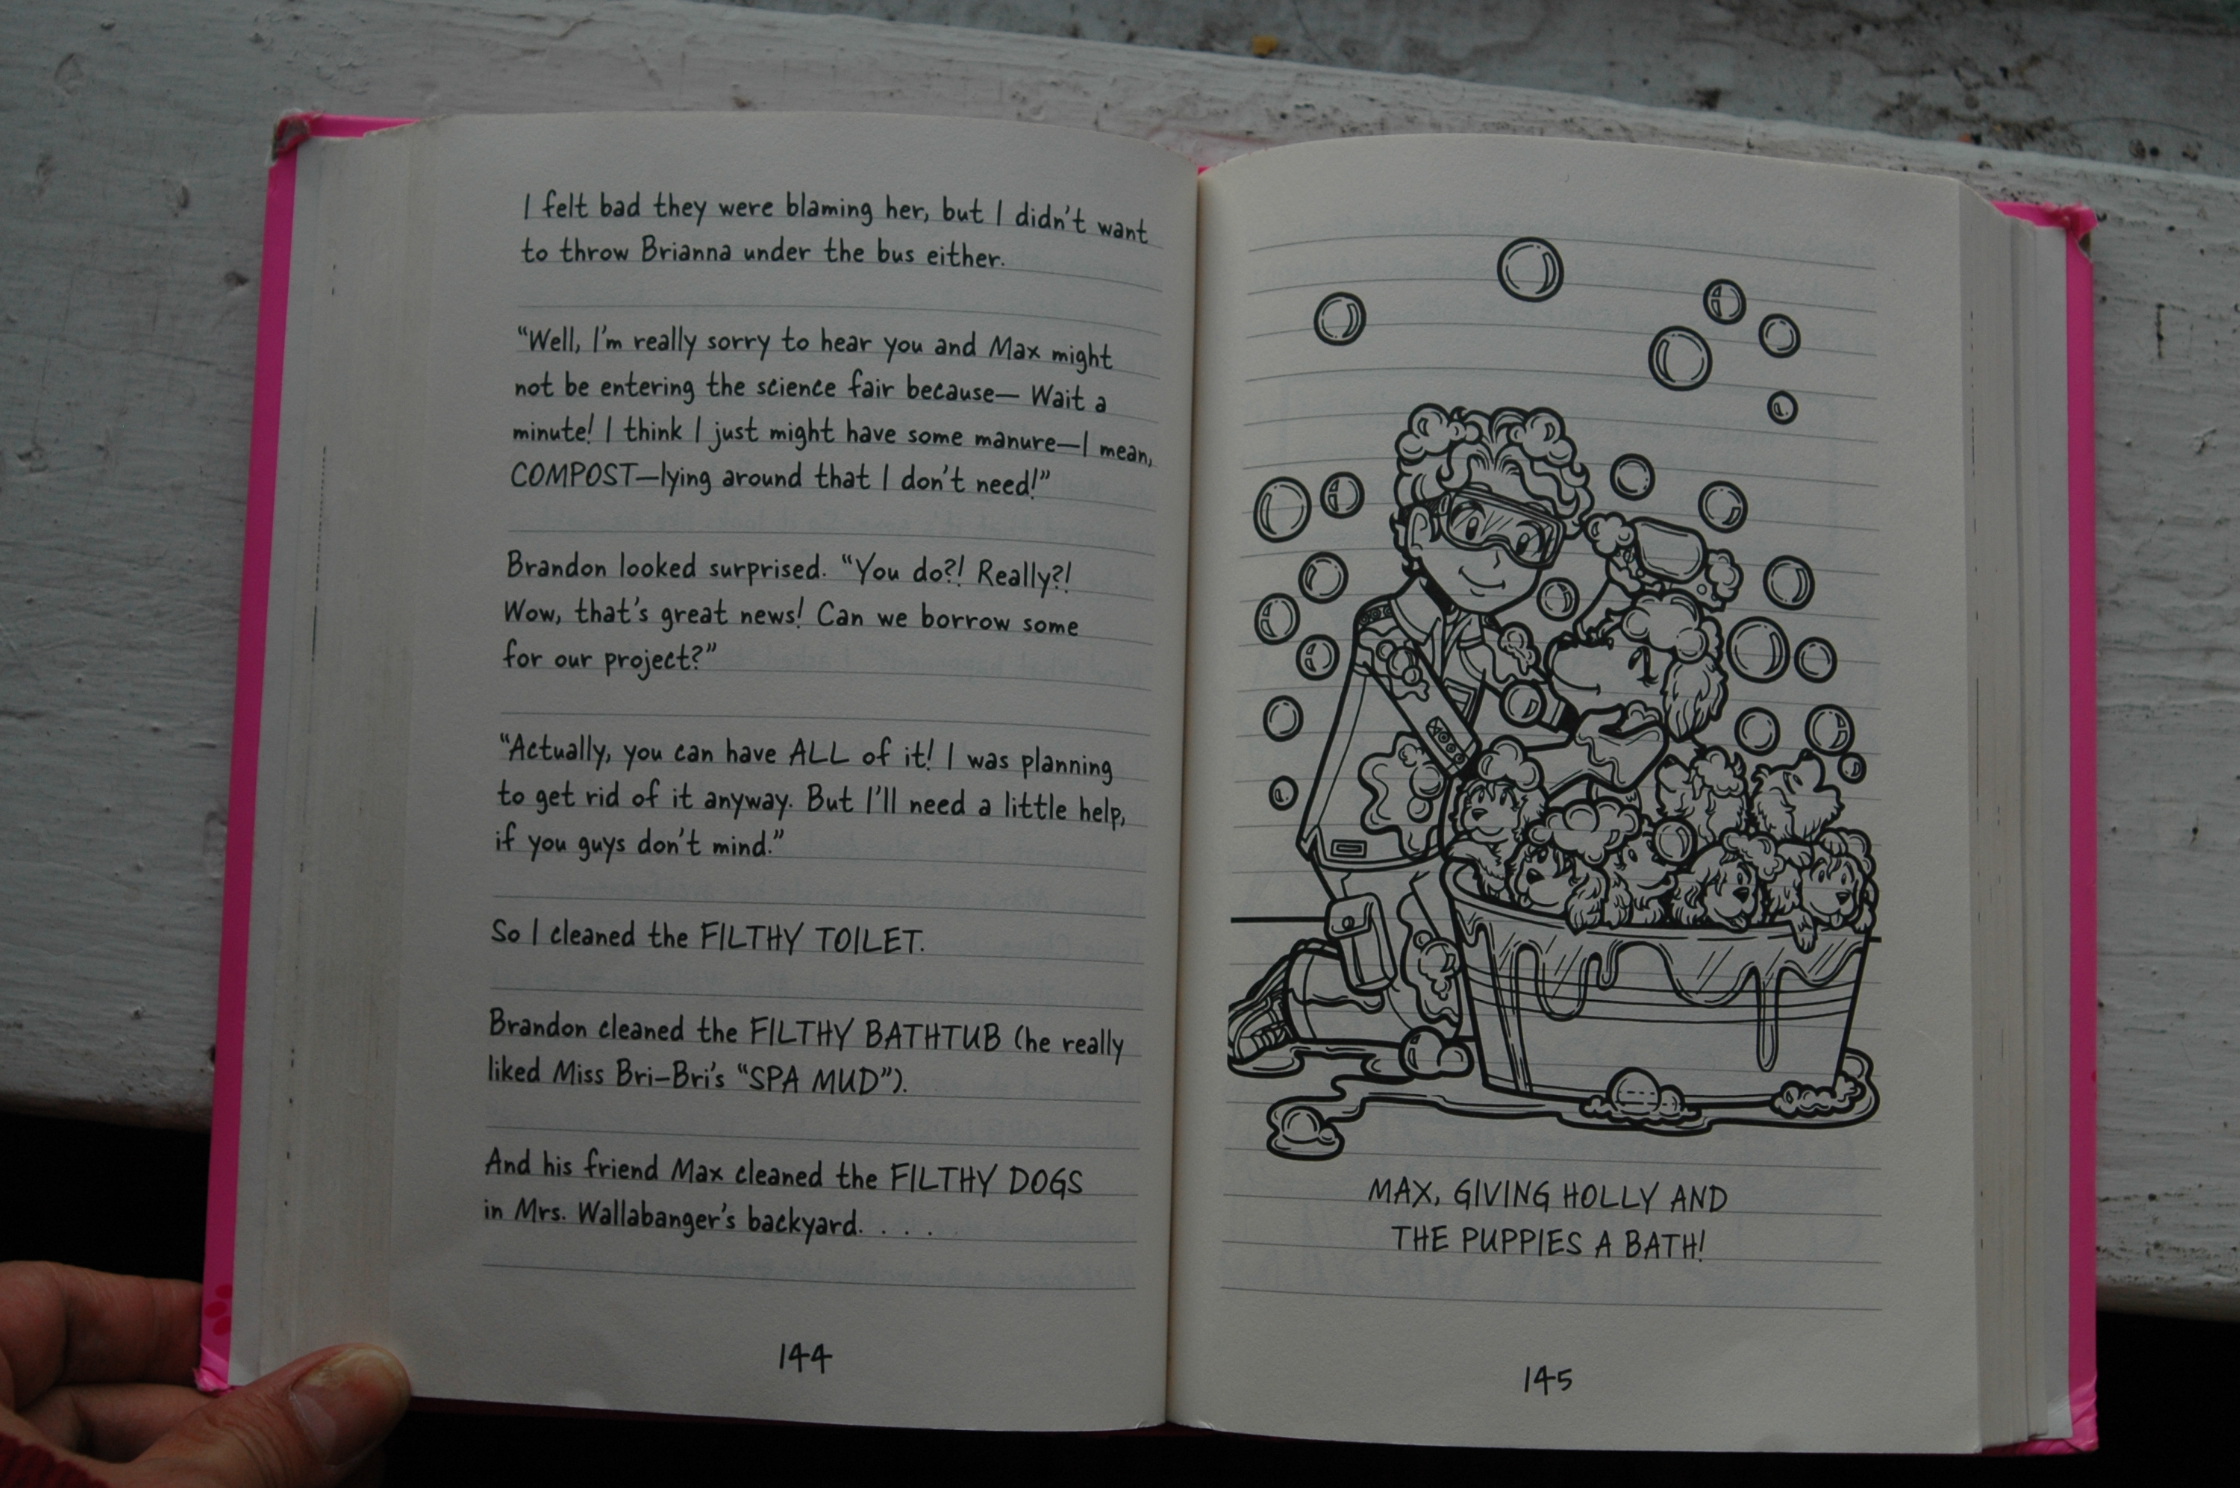 I felt bad they were blaming her, but I didn't want
to throw Brianna under the bus either.
“Well, I'm really sorry to hear you and Max might
not be entering the science fair because— Wait a
minute! I think I just might have some manure—I mean,
COMPOST—lying around that I don't need!”
Brandon looked surprised. “You do?! Really?!
Wow, that's great news! Can we borrow some
for our project?”
“Actually, you can have ALL of it! I was planning
to get rid of it anyway. But I'll need a little help,
if you guys don't mind.”
So I cleaned the FILTHY TOILET.
Brandon cleaned the FILTHY BATHTUB (he really
liked Miss Bri-Bri's “SPA MUD”).
And his friend Max cleaned the FILTHY DOGS
in Mrs. Wallabanger's backyard. . . .
144
MAX, GIVING HOLLY AND
THE PUPPIES A BATH!
145